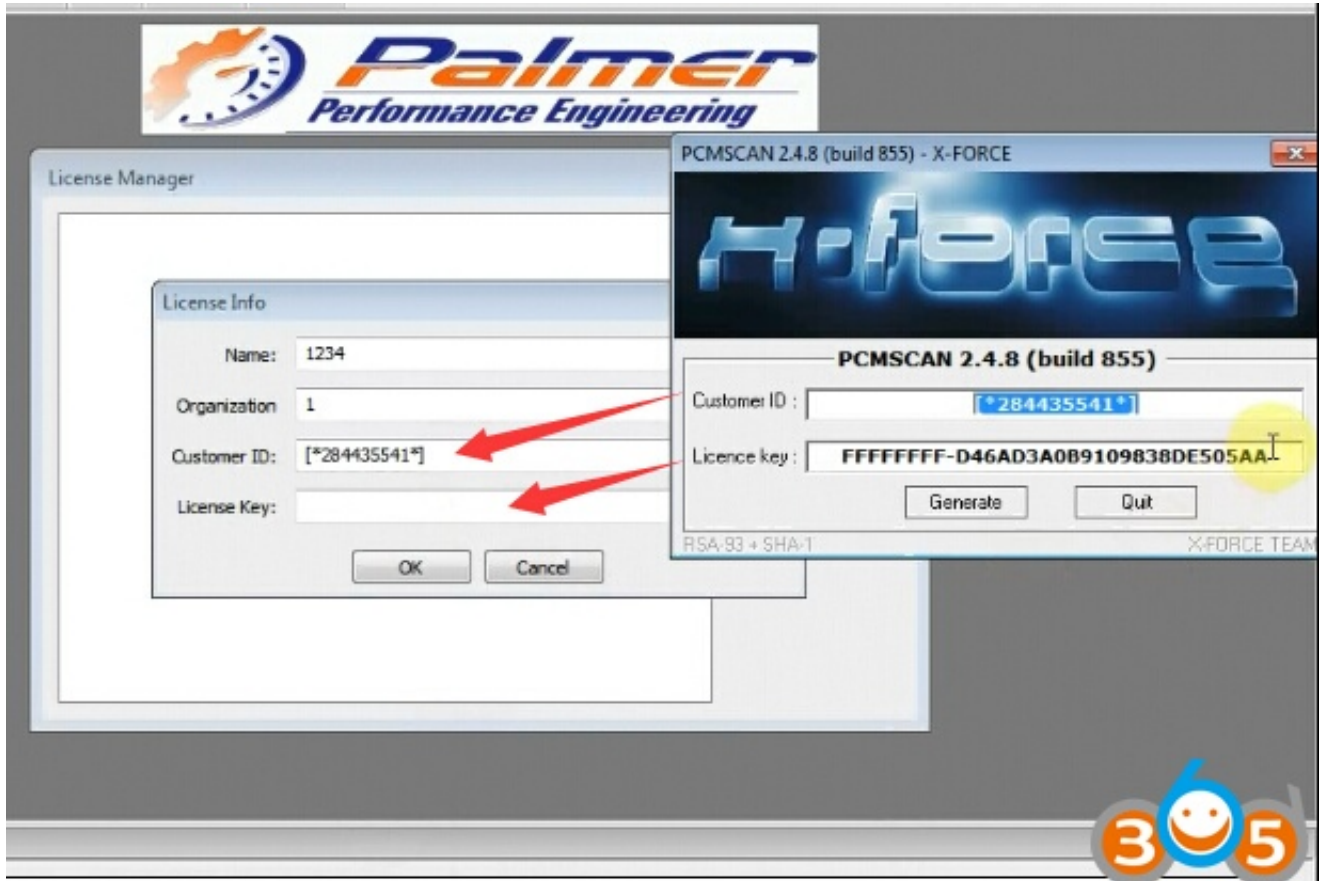 Palmer
Performance Engineering
PCMSCAN 2.4.8 (build 855) - X-FORCE
License Manager
x-force
License Info
Name: 1234
Organization 1
Customer ID: [*284435541*]
License Key:
OK Cancel
PCMSCAN 2.4.8 (build 855)
Customer ID : [*284435541*]
Licence key : FFFFFFFF-D46AD3A0B9109838DE505AA
Generate Quit
RSA-93 + SHA-1 X-FORCE TEAM
365